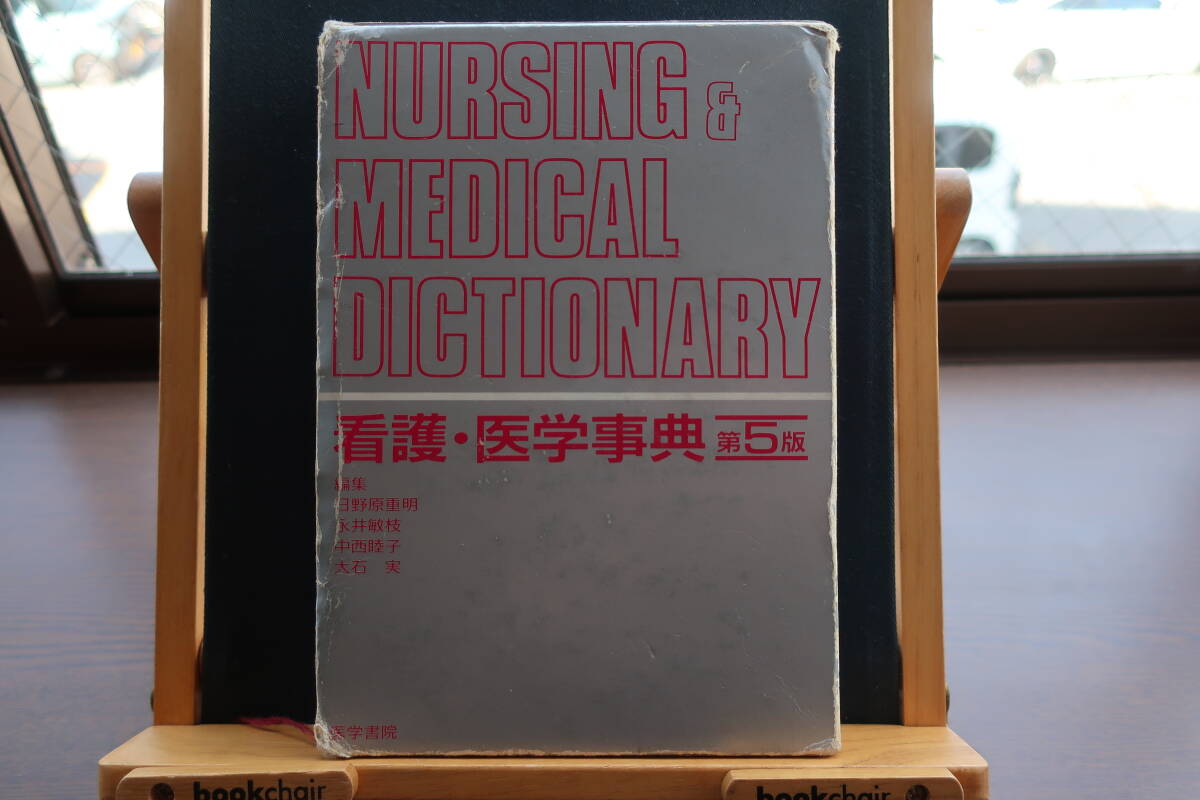 NURSING &
MEDICAL
DICTIONARY
看護・医学事典 第5版
編集
日野原重明
永井敏枝
中西睦子
大石 実
医学書院
bookchair bookchair